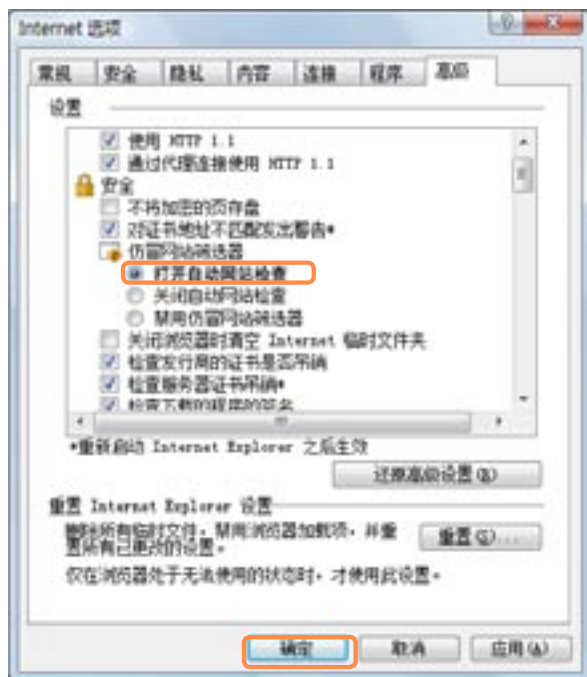 Internet 选项
常规 安全 隐私 内容 连接 程序 高级
设置
使用 HTTP 1.1
通过代理连接使用 HTTP 1.1
安全
不将加密的页存盘
对证书地址不匹配发出警告*
仿冒网站筛选器
打开自动网站检查
关闭自动网站检查
禁用仿冒网站筛选器
关闭浏览器时清空 Internet 临时文件夹
检查发行商的证书是否吊销
检查服务器证书吊销*
检查下载的程序的签名
*重新启动 Internet Explorer 之后生效
还原高级设置(R)
重置 Internet Explorer 设置
删除所有临时文件，禁用浏览器加载项，并重
置所有已更改的设置。
重置(S)...
仅在浏览器处于无法使用的状态时，才使用此设置。
确定 取消 应用(A)